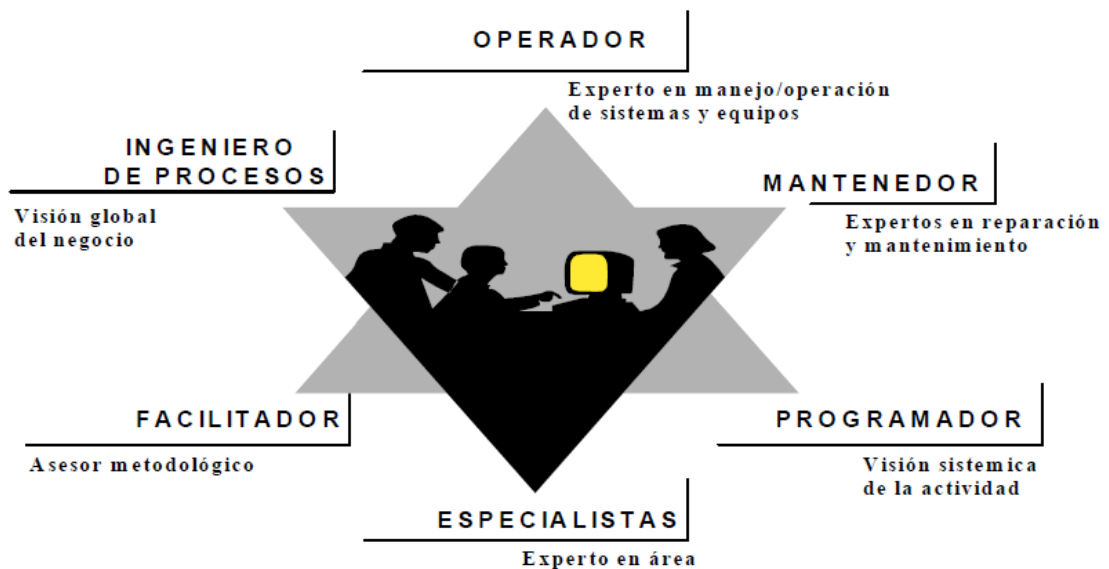 OPERADOR
Experto en manejo/operación
de sistemas y equipos
INGENIERO
DE PROCESOS
Visión global
del negocio
MANTENEDOR
Expertos en reparación
y mantenimiento
FACILITADOR
Asesor metodológico
PROGRAMADOR
Visión sistemica
de la actividad
ESPECIALISTAS
Experto en área